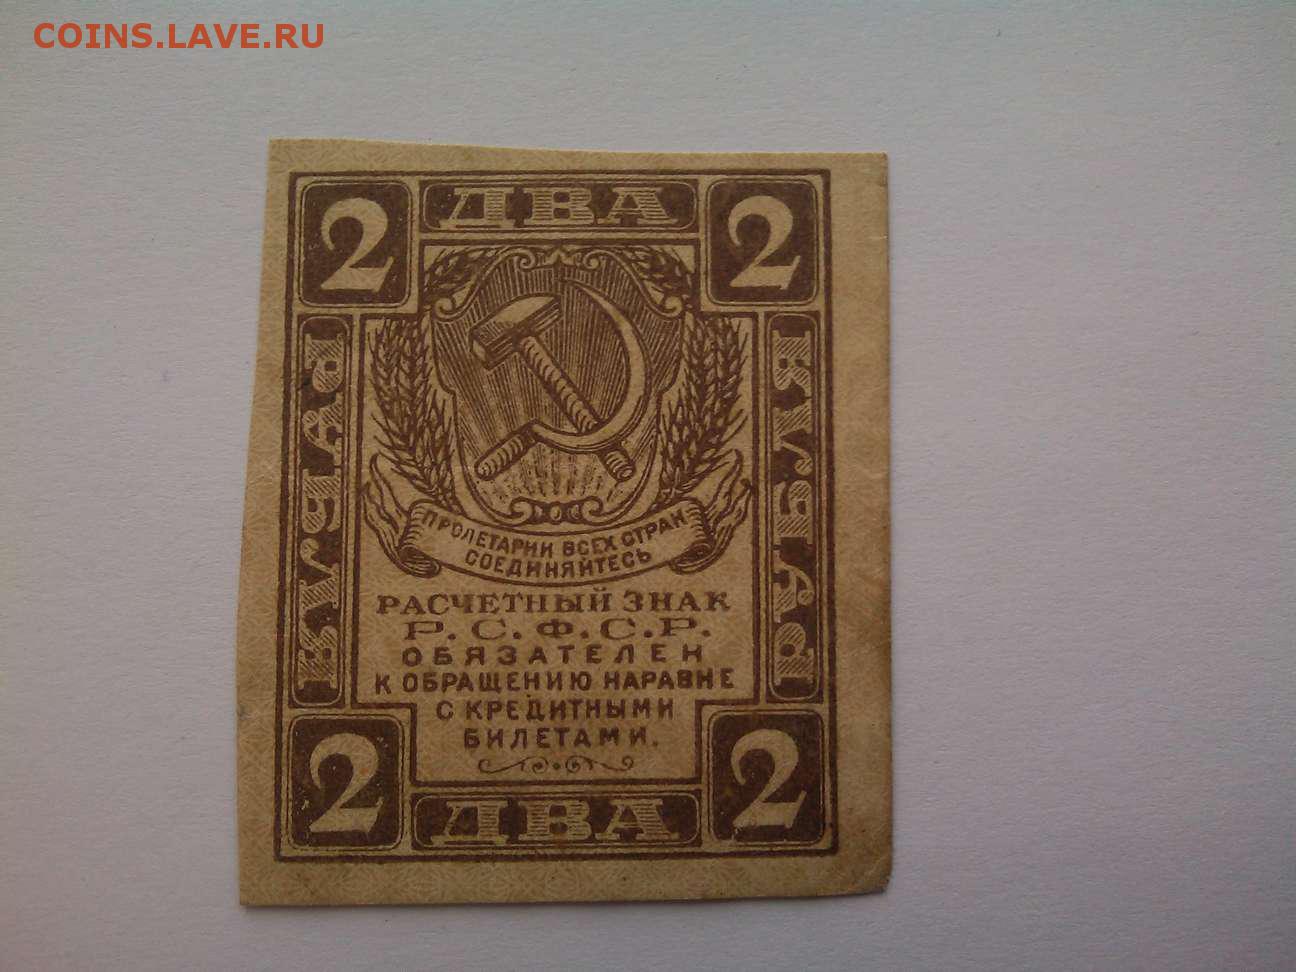 COINS.LAVE.RU
2 ДВА 2
РУБЛЯ
РУБЛЯ
ПРОЛЕТАРИИ ВСЕХ СТРАН
СОЕДИНЯЙТЕСЬ
РАСЧЕТНЫЙ ЗНАК
Р.С.Ф.С.Р.
ОБЯЗАТЕЛЕН
К ОБРАЩЕНИЮ НАРАВНЕ
С КРЕДИТНЫМИ
БИЛЕТАМИ.
2 ДВА 2